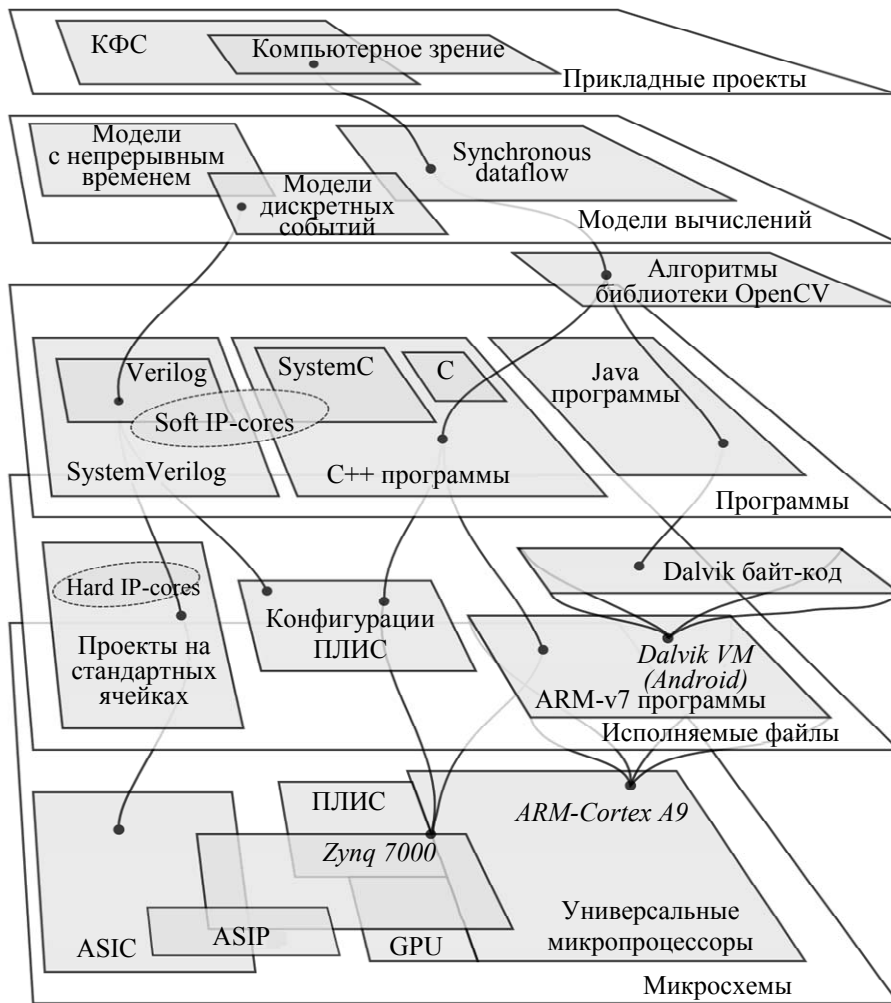 КФС
Компьютерное зрение
Прикладные проекты
Модели
с непрерывным
временем
Synchronous
dataflow
Модели
дискретных
событий
Модели вычислений
Алгоритмы
библиотеки OpenCV
Verilog
SystemC
C
Java
программы
Soft IP-cores
SystemVerilog
C++ программы
Программы
Hard IP-cores
Dalvik байт-код
Проекты на
стандартных
ячейках
Конфигурации
ПЛИС
Dalvik VM
(Android)
ARM-v7 программы
Исполняемые файлы
ПЛИС
ARM-Cortex A9
Zynq 7000
Универсальные
микропроцессоры
ASIC
ASIP
GPU
Микросхемы